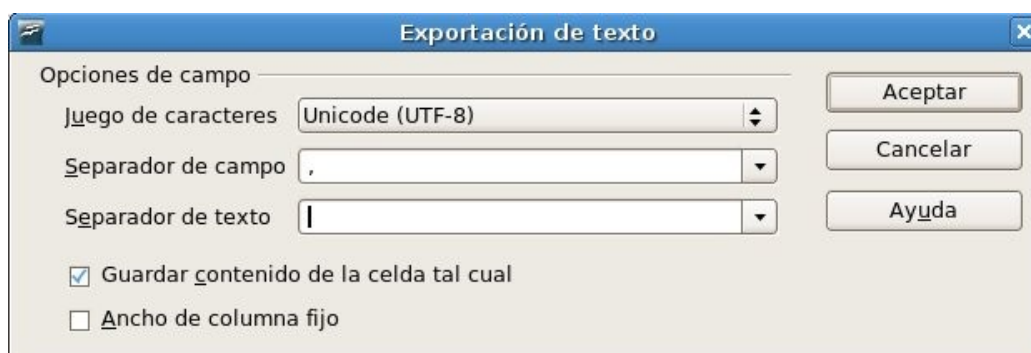 Exportación de texto
Opciones de campo
Juego de caracteres Unicode (UTF-8)
Separador de campo ,
Separador de texto
Guardar contenido de la celda tal cual
Ancho de columna fijo
Aceptar
Cancelar
Ayuda